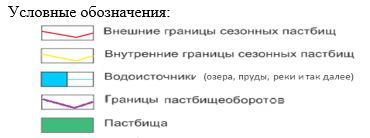 Условные обозначения:
Внешние границы сезонных пастбищ
Внутренние границы сезонных пастбищ
Водоисточники (озера, пруды, реки и так далее)
Границы пастбищеоборотов
Пастбища